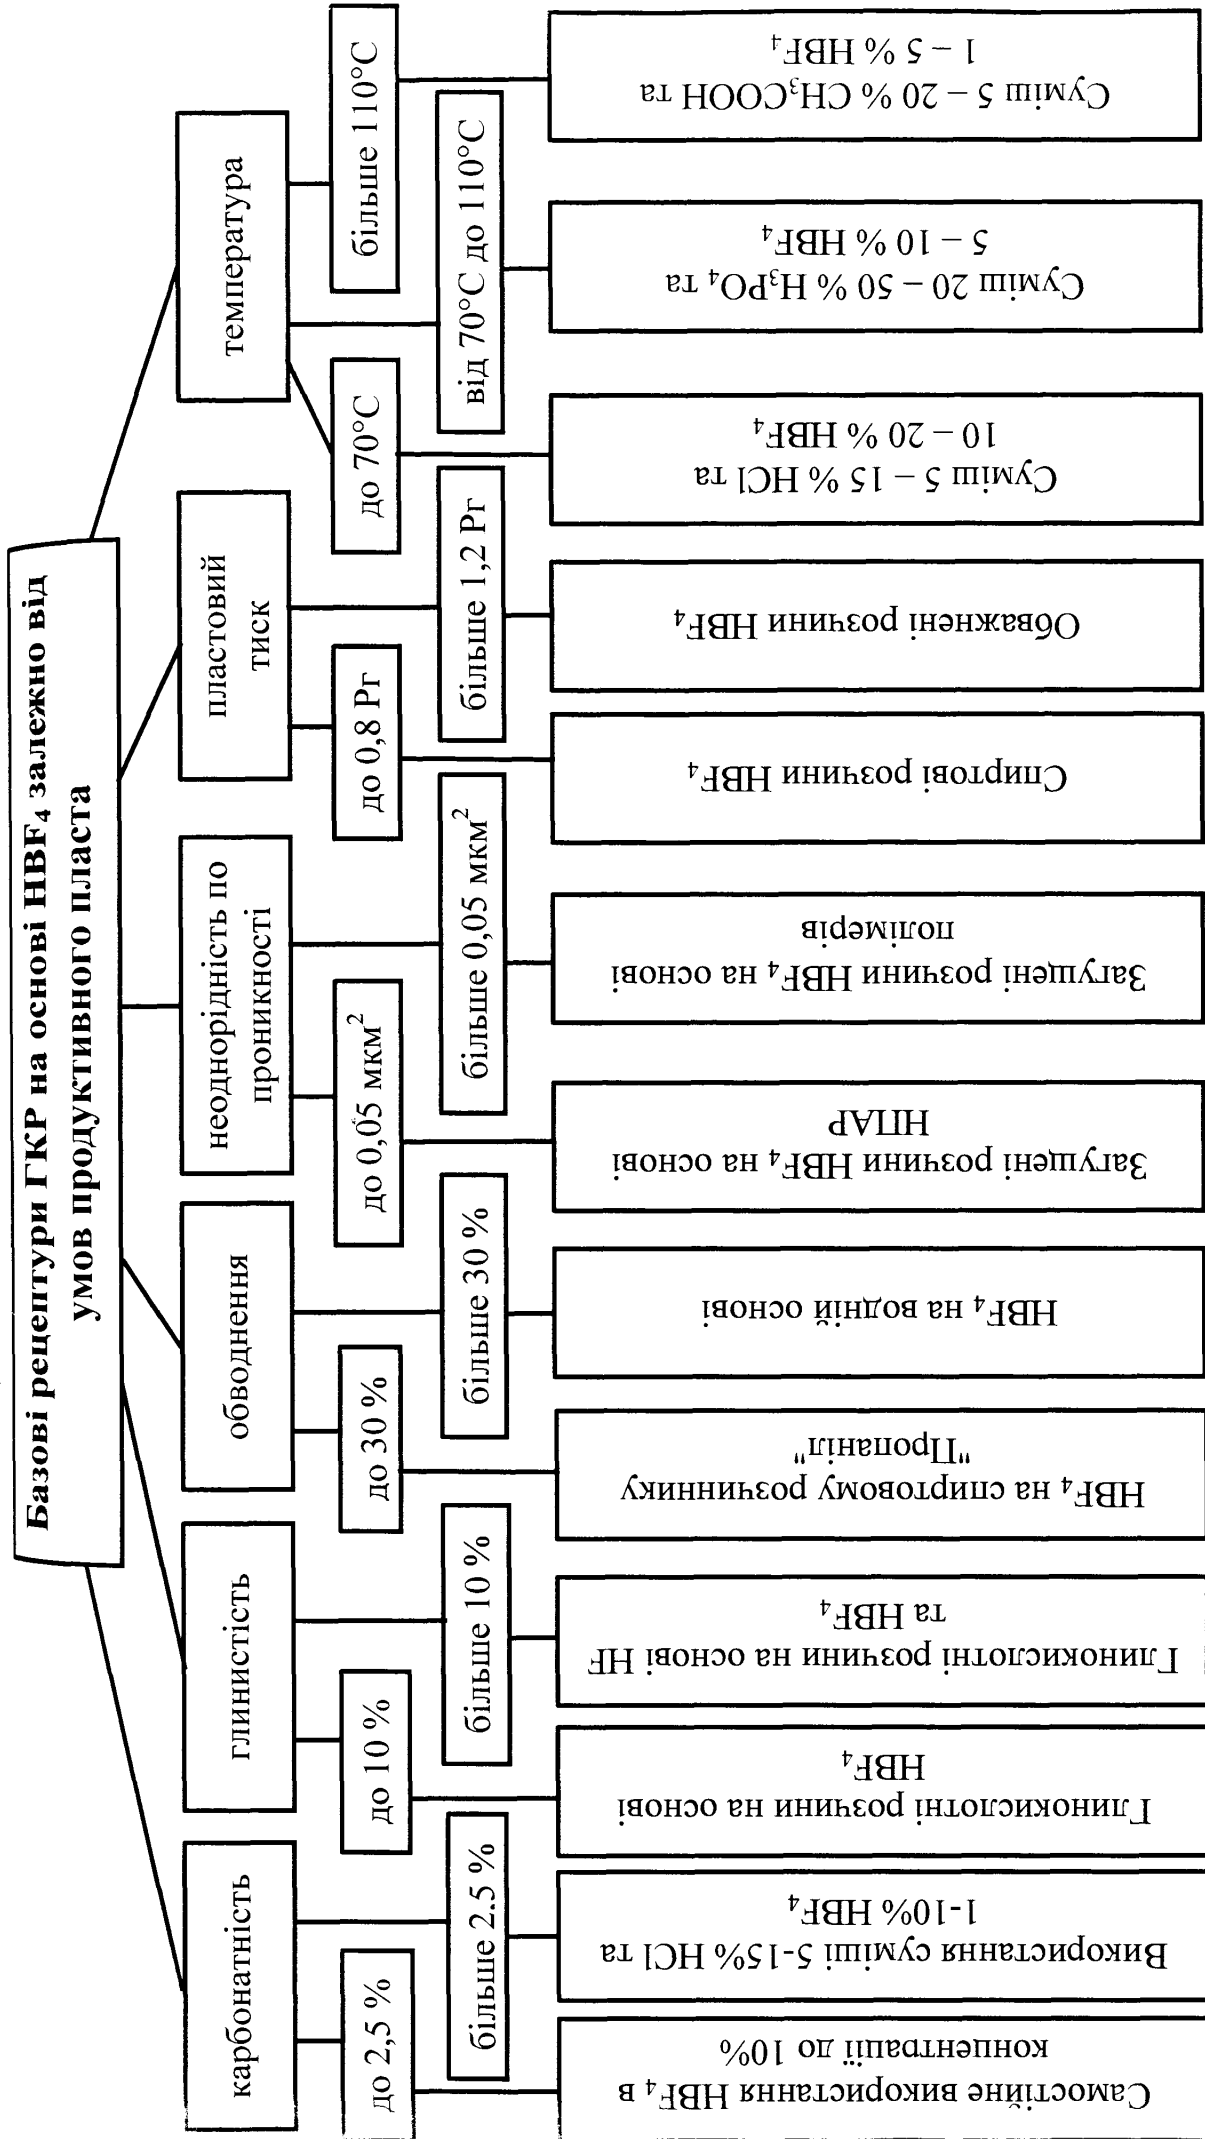 Базові рецептури ГКР на основі HBF₄ залежно від
умов продуктивного пласта
карбонатність
глинистість
обводнення
неоднорідність по
проникності
пластовий
тиск
температура
до 2,5 %
більше 2.5 %
до 10 %
більше 10 %
до 30 %
більше 30 %
до 0,05 мкм²
більше 0,05 мкм²
до 0,8 Рг
більше 1,2 Рг
до 70°С
від 70°С до 110°С
більше 110°С
Самостійне використання HBF₄ в
концентрації до 10%
Використання суміші 5-15% HCl та
1-10% HBF₄
Глинокислотні розчини на основі
HBF₄
Глинокислотні розчини на основі HF
та HBF₄
HBF₄ на спиртовому розчиннику
"Пропаніл"
HBF₄ на водній основі
Загущені розчини HBF₄ на основі
НПАР
Загущені розчини HBF₄ на основі
полімерів
Спиртові розчини HBF₄
Обважнені розчини HBF₄
Суміш 5 – 15 % HCl та
10 – 20 % HBF₄
Суміш 20 – 50 % H₃PO₄ та
5 – 10 % HBF₄
Суміш 5 – 20 % CH₃COOH та
1 – 5 % HBF₄